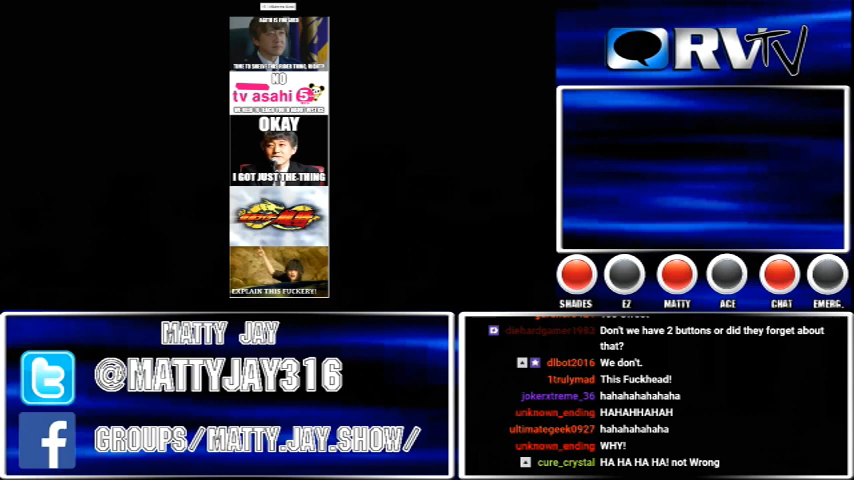 NO
tv asahi 5
OKAY
I GOT JUST THE THING
EXPLAIN THIS FUCKERY!
RVTV
SHADES
EZ
MATTY
ACE
CHAT
EMERG.
MATTY JAY
@MATTYJAY316
GROUPS/MATTY.JAY.SHOW/
diehardgamer1983 Don't we have 2 buttons or did they forget about
that?
dlbot2016 We don't.
1trulymad This Fuckhead!
jokerxtreme_36 hahahahahahaha
unknown_ending HAHAHHAHAH
ultimategeek0927 hahahahahaha
unknown_ending WHY!
cure_crystal HA HA HA HA! not Wrong